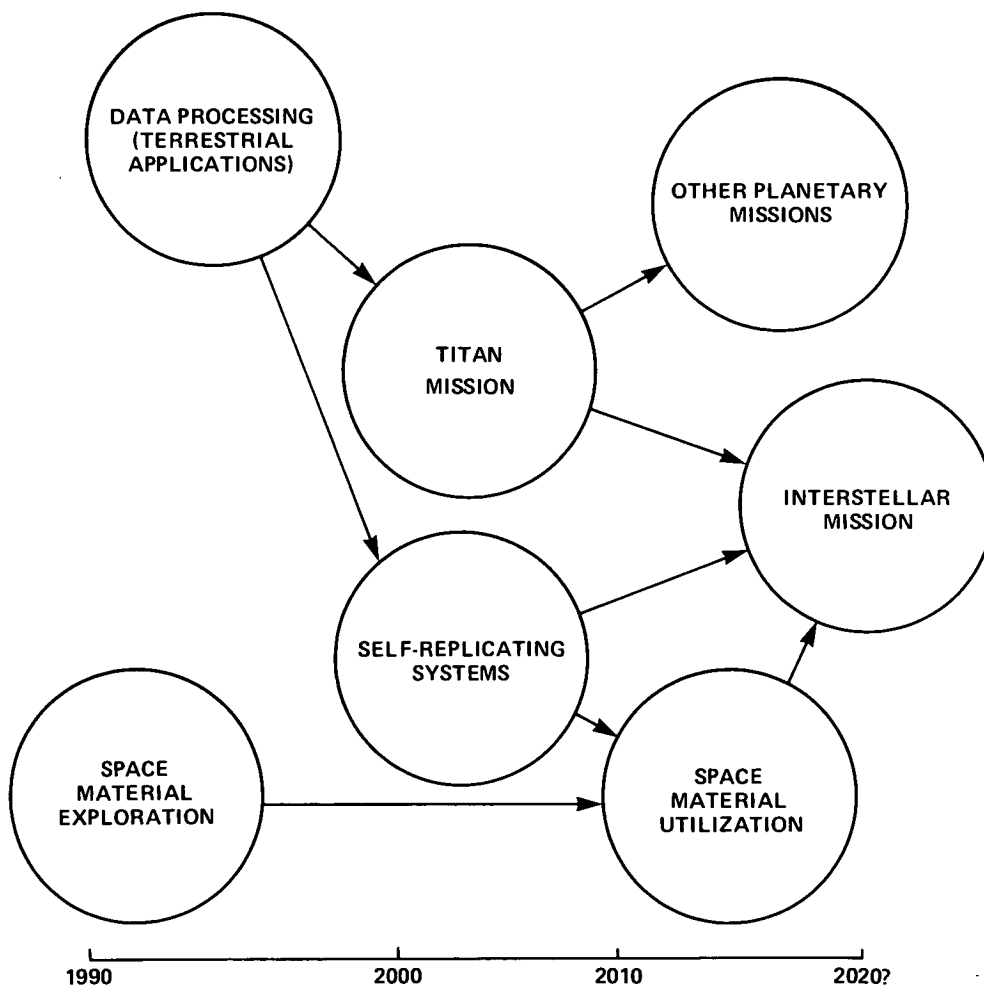 DATA PROCESSING
(TERRESTRIAL
APPLICATIONS)
OTHER PLANETARY
MISSIONS
TITAN
MISSION
INTERSTELLAR
MISSION
SELF-REPLICATING
SYSTEMS
SPACE
MATERIAL
EXPLORATION
SPACE
MATERIAL
UTILIZATION
1990 2000 2010 2020?